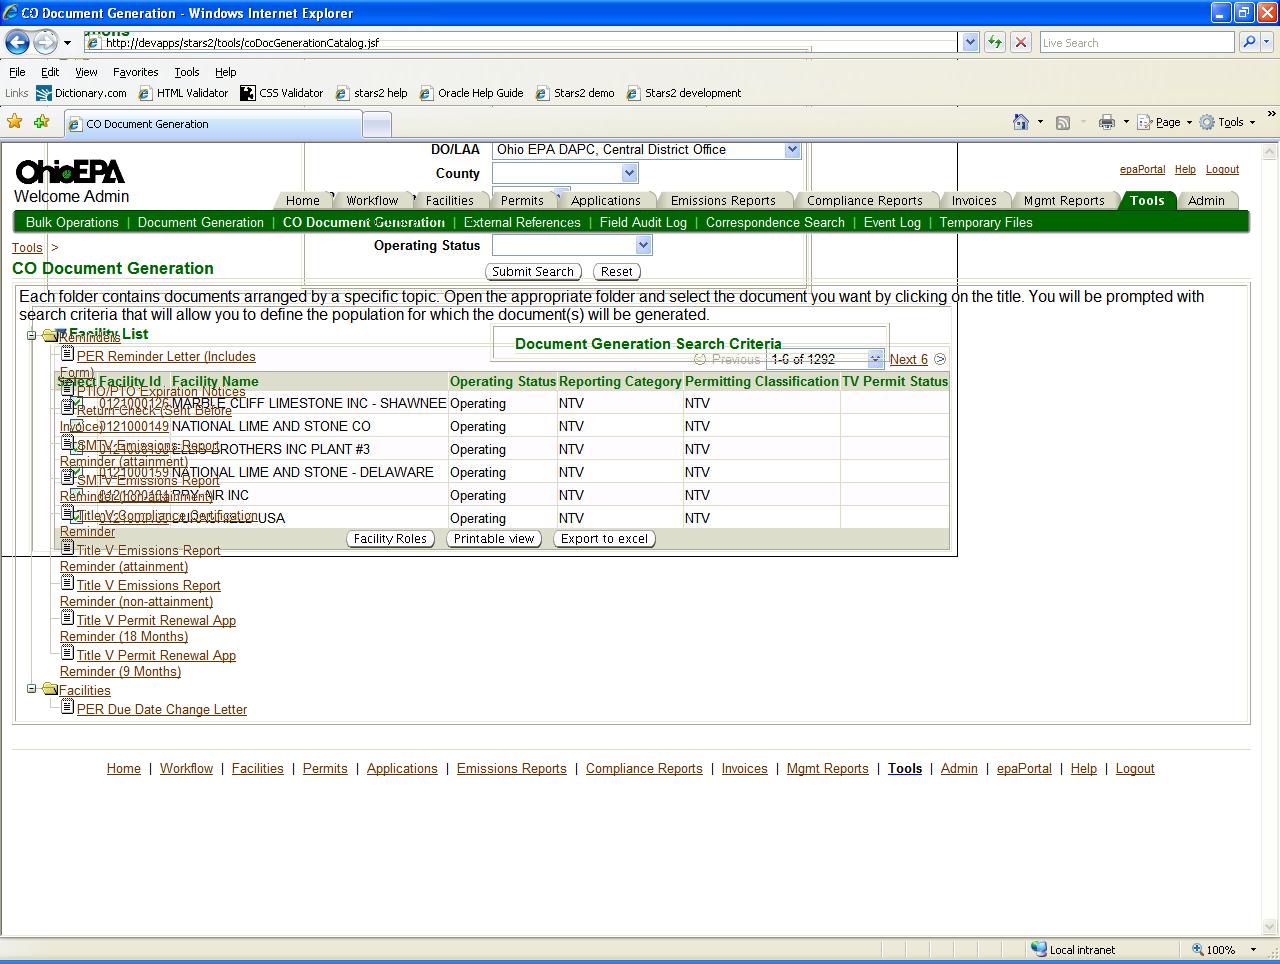 CO Document Generation - Windows Internet Explorer
http://devapps/stars2/tools/coDocGenerationCatalog.jsf
Live Search
File Edit View Favorites Tools Help
Links Dictionary.com HTML Validator CSS Validator stars2 help Oracle Help Guide Stars2 demo Stars2 development
CO Document Generation
Page Tools
OhioEPA
DO/LAA Ohio EPA DAPC, Central District Office
County
epaPortal Help Logout
Welcome Admin
Home Workflow Facilities Permits Applications Emissions Reports Compliance Reports Invoices Mgmt Reports Tools Admin
Bulk Operations | Document Generation | CO Document Generation | External References | Field Audit Log | Correspondence Search | Event Log | Temporary Files
Tools >
Operating Status
CO Document Generation
Submit Search Reset
Each folder contains documents arranged by a specific topic. Open the appropriate folder and select the document you want by clicking on the title. You will be prompted with
search criteria that will allow you to define the population for which the document(s) will be generated.
Reminders
Facility List
Document Generation Search Criteria
Previous 1-6 of 1292 Next 6
PER Reminder Letter (Includes
Form)
Select Facility Id Facility Name Operating Status Reporting Category Permitting Classification TV Permit Status
PTIO/PTO Expiration Notices
0121000126 MARBLE CLIFF LIMESTONE INC - SHAWNEE Operating NTV NTV
Return Check (Sent Before
Invoice)
0121000149 NATIONAL LIME AND STONE CO Operating NTV NTV
SMTV Emissions Report
Reminder (attainment)
ELLIS BROTHERS INC PLANT #3 Operating NTV NTV
0121000159 NATIONAL LIME AND STONE - DELAWARE Operating NTV NTV
SMTV Emissions Report
Reminder (non-attainment)
AIR INC Operating NTV NTV
Title V Compliance Certification
Reminder
USA Operating NTV NTV
Facility Roles Printable view Export to excel
Title V Emissions Report
Reminder (attainment)
Title V Emissions Report
Reminder (non-attainment)
Title V Permit Renewal App
Reminder (18 Months)
Title V Permit Renewal App
Reminder (9 Months)
Facilities
PER Due Date Change Letter
Home | Workflow | Facilities | Permits | Applications | Emissions Reports | Compliance Reports | Invoices | Mgmt Reports | Tools | Admin | epaPortal | Help | Logout
Local intranet 100%